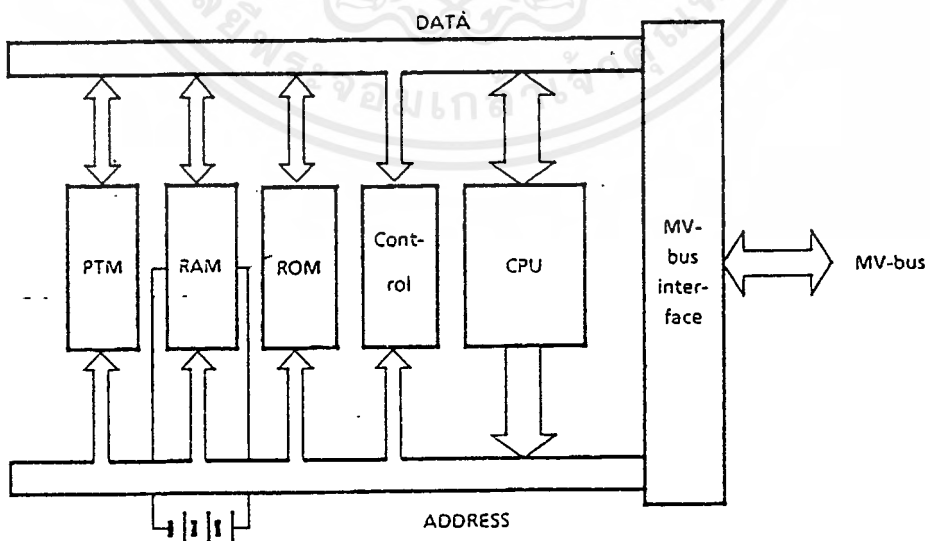 DATA
PTM
RAM
ROM
Cont-
rol
CPU
MV-
bus
inter-
face
MV-bus
ADDRESS